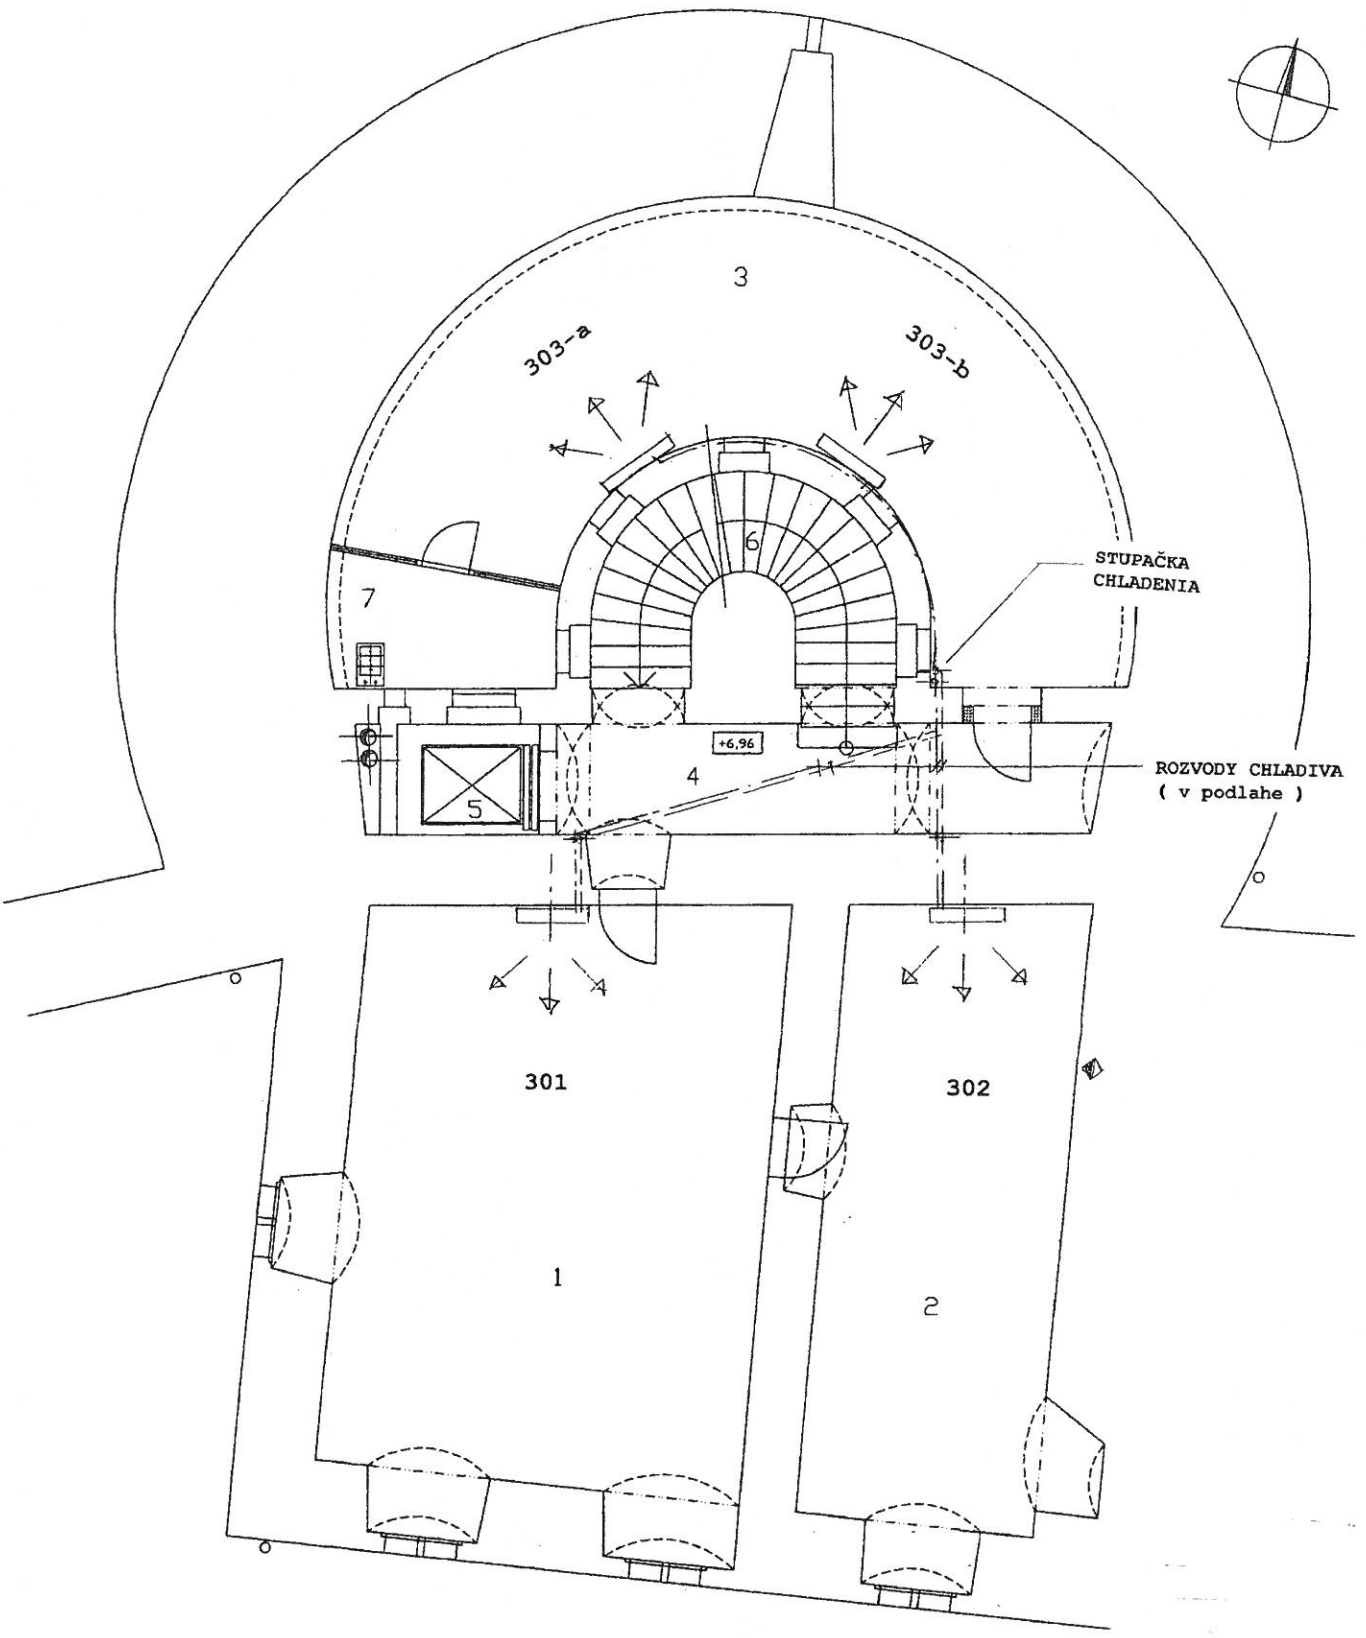 3
303-a
303-b
6
STUPAČKA
CHLADENIA
7
+6,96
4
ROZVODY CHLADIVA
( v podlahe )
5
301
302
1
2